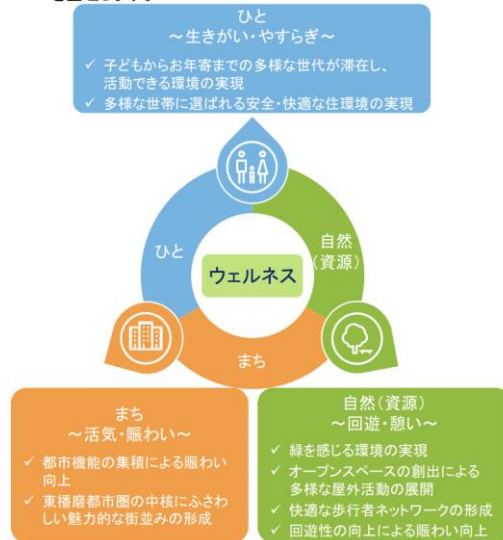 ひと
～生きがい・やすらぎ～
✓ 子どもからお年寄までの多様な世代が滞在し、
活動できる環境の実現
✓ 多様な世帯に選ばれる安全・快適な住環境の実現
ひと
自然
(資源)
ウェルネス
まち
まち
～活気・賑わい～
✓ 都市機能の集積による賑わい
向上
✓ 東播磨都市圏の中核にふさわ
しい魅力的な街並みの形成
自然(資源)
～回遊・憩い～
✓ 緑を感じる環境の実現
✓ オープンスペースの創出による
多様な屋外活動の展開
✓ 快適な歩行者ネットワークの形成
✓ 回遊性の向上による賑わい向上